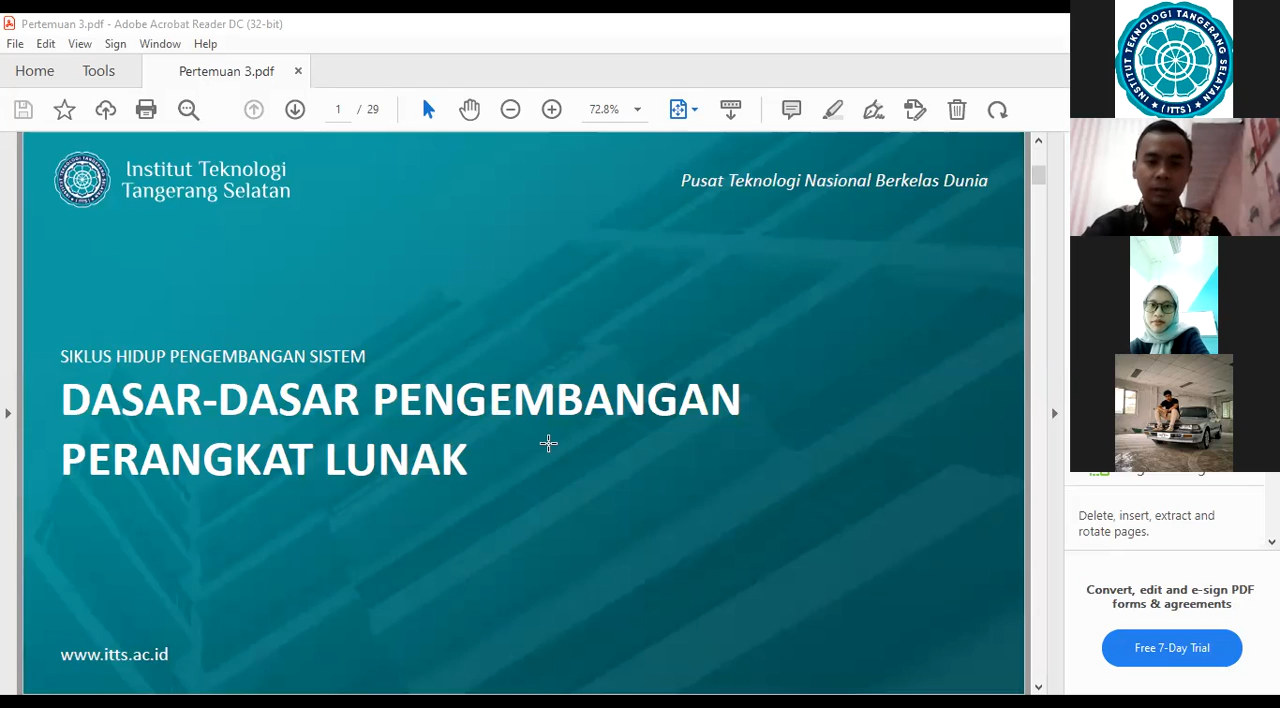 Pertemuan 3.pdf - Adobe Acrobat Reader DC (32-bit)
File Edit View Sign Window Help
Home Tools Pertemuan 3.pdf ×
1 / 29 72.8%
Institut Teknologi
Tangerang Selatan
Pusat Teknologi Nasional Berkelas Dunia
SIKLUS HIDUP PENGEMBANGAN SISTEM
DASAR-DASAR PENGEMBANGAN
PERANGKAT LUNAK
www.itts.ac.id
INSTITUT TEKNOLOGI TANGERANG SELATAN
(ITTS)
Delete, insert, extract and
rotate pages.
Convert, edit and e-sign PDF
forms & agreements
Free 7-Day Trial